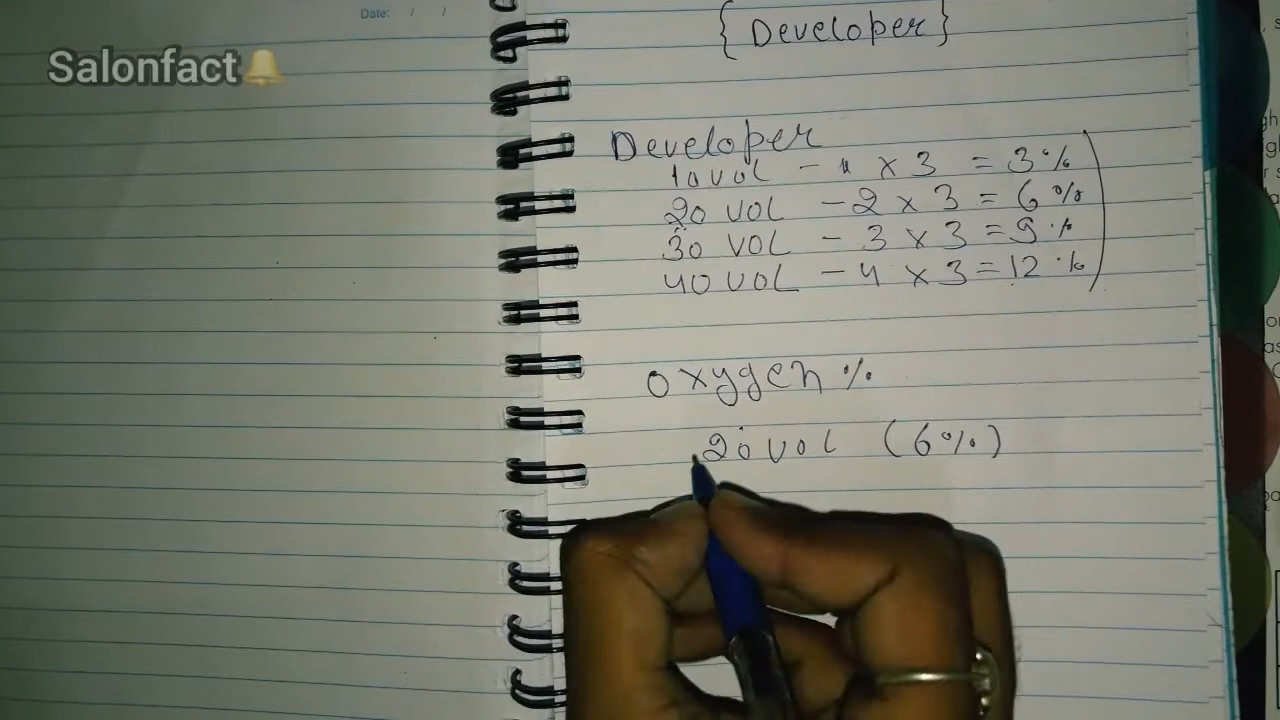 Date: / /
Salonfact
{Developer}
Developer
10 VOL - 1 x 3 = 3%
20 VOL - 2 x 3 = 6%
30 VOL - 3 x 3 = 9%
40 VOL - 4 x 3 = 12%
oxygen %
20 vol (6%)